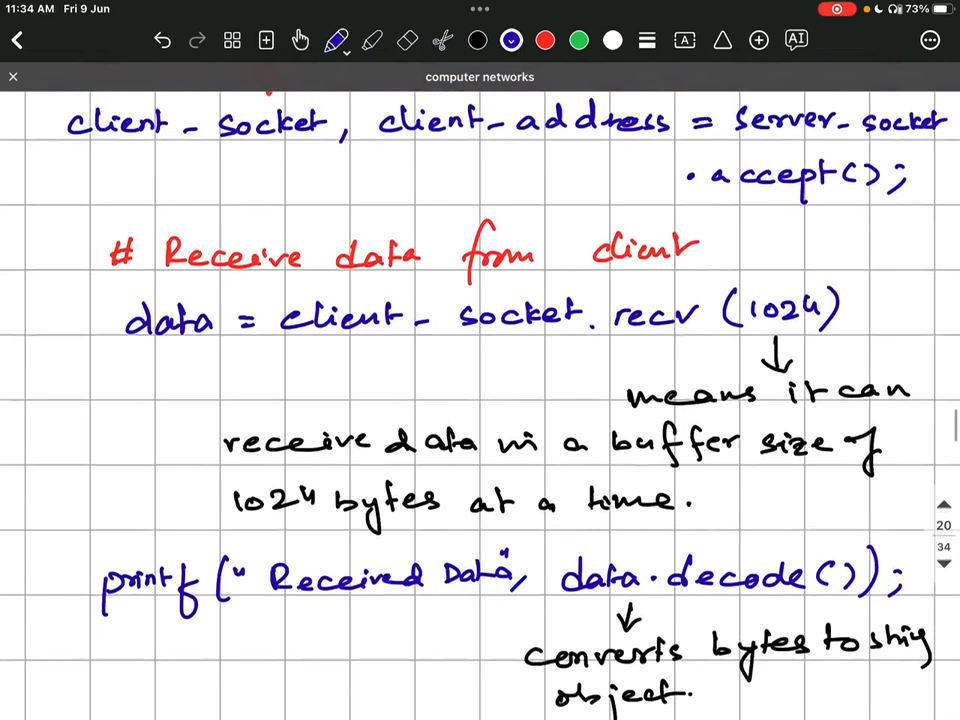 11:34 AM Fri 9 Jun
73%
A
AI
computer networks
client_socket, client_address = server_socket
.accept();
# Receive data from client
data = client_socket.recv (1024)
means it can
receive data in a buffer size of
1024 bytes at a time.
20
34
printf (" Received Data", data.decode());
converts bytes to string
object.